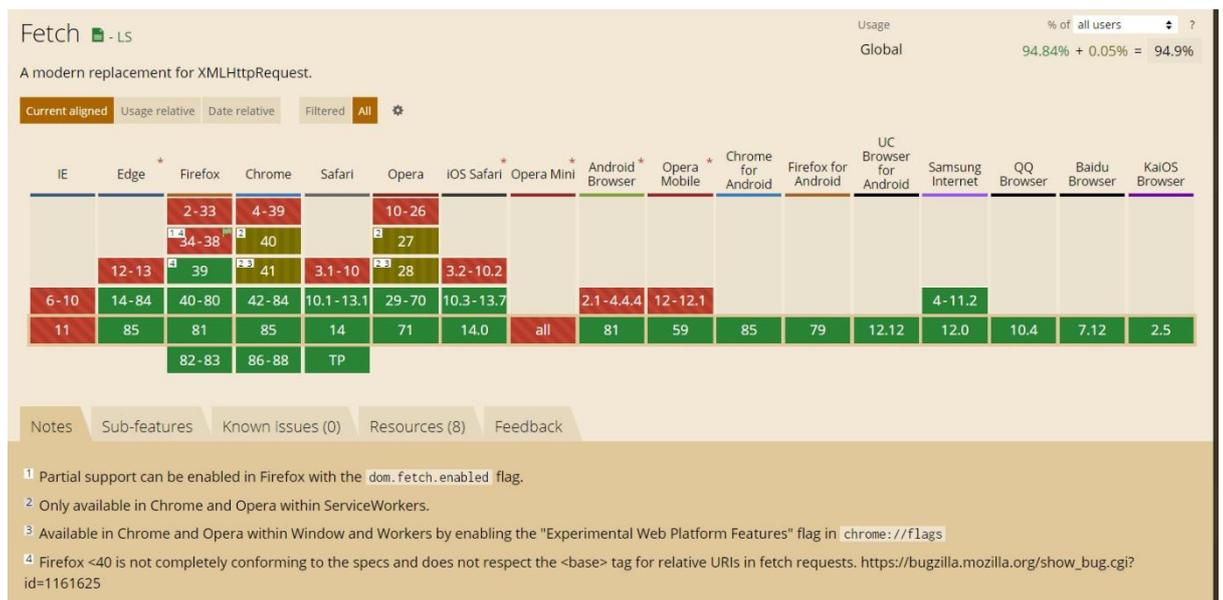 Fetch - LS
Usage % of all users ?
Global 94.84% + 0.05% = 94.9%
A modern replacement for XMLHttpRequest.
Current aligned Usage relative Date relative Filtered All
IE Edge * Firefox Chrome Safari Opera iOS Safari * Opera Mini * Android Browser * Opera Mobile * Chrome for Android Firefox for Android UC Browser for Android Samsung Internet QQ Browser Baidu Browser KaiOS Browser
2-33 4-39 10-26
1 4 34-38 2 40 2 27
12-13 4 39 2 3 41 3.1-10 2 3 28 3.2-10.2
6-10 14-84 40-80 42-84 10.1-13.1 29-70 10.3-13.7 2.1-4.4.4 12-12.1 4-11.2
11 85 81 85 14 71 14.0 all 81 59 85 79 12.12 12.0 10.4 7.12 2.5
82-83 86-88 TP
Notes Sub-features Known issues (0) Resources (8) Feedback
1 Partial support can be enabled in Firefox with the dom.fetch.enabled flag.
2 Only available in Chrome and Opera within ServiceWorkers.
3 Available in Chrome and Opera within Window and Workers by enabling the "Experimental Web Platform Features" flag in chrome://flags
4 Firefox <40 is not completely conforming to the specs and does not respect the <base> tag for relative URIs in fetch requests. https://bugzilla.mozilla.org/show_bug.cgi?
id=1161625